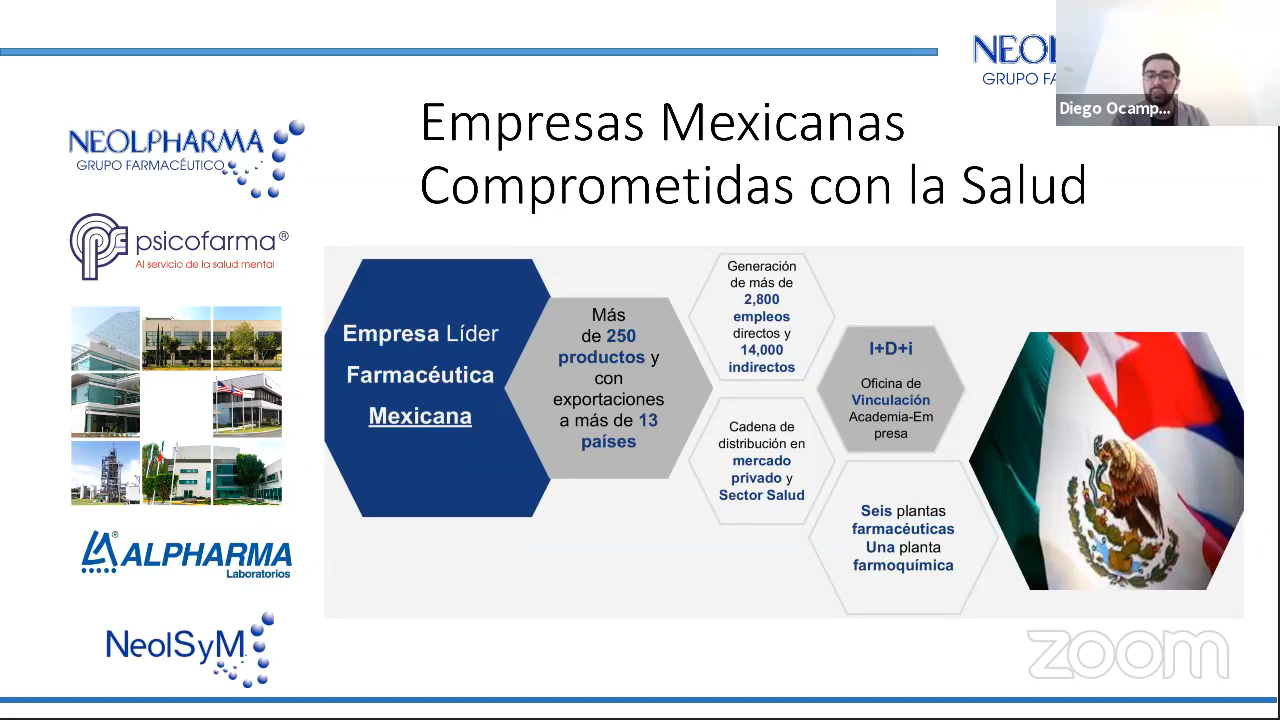 NEOL
GRUPO FA
Diego Ocamp...
Empresas Mexicanas
Comprometidas con la Salud
NEOLPHARMA
GRUPO FARMACÉUTICO
psicofarma®
Al servicio de la salud mental
ALPHARMA®
Laboratorios
NeolSyM
Empresa Líder
Farmacéutica
Mexicana
Más
de 250
productos y
con
exportaciones
a más de 13
países
Generación
de más de
2,800
empleos
directos y
14,000
indirectos
Cadena de
distribución en
mercado
privado y
Sector Salud
I+D+i
Oficina de
Vinculación
Academia-Em
presa
Seis plantas
farmacéuticas
Una planta
farmoquímica
zoom